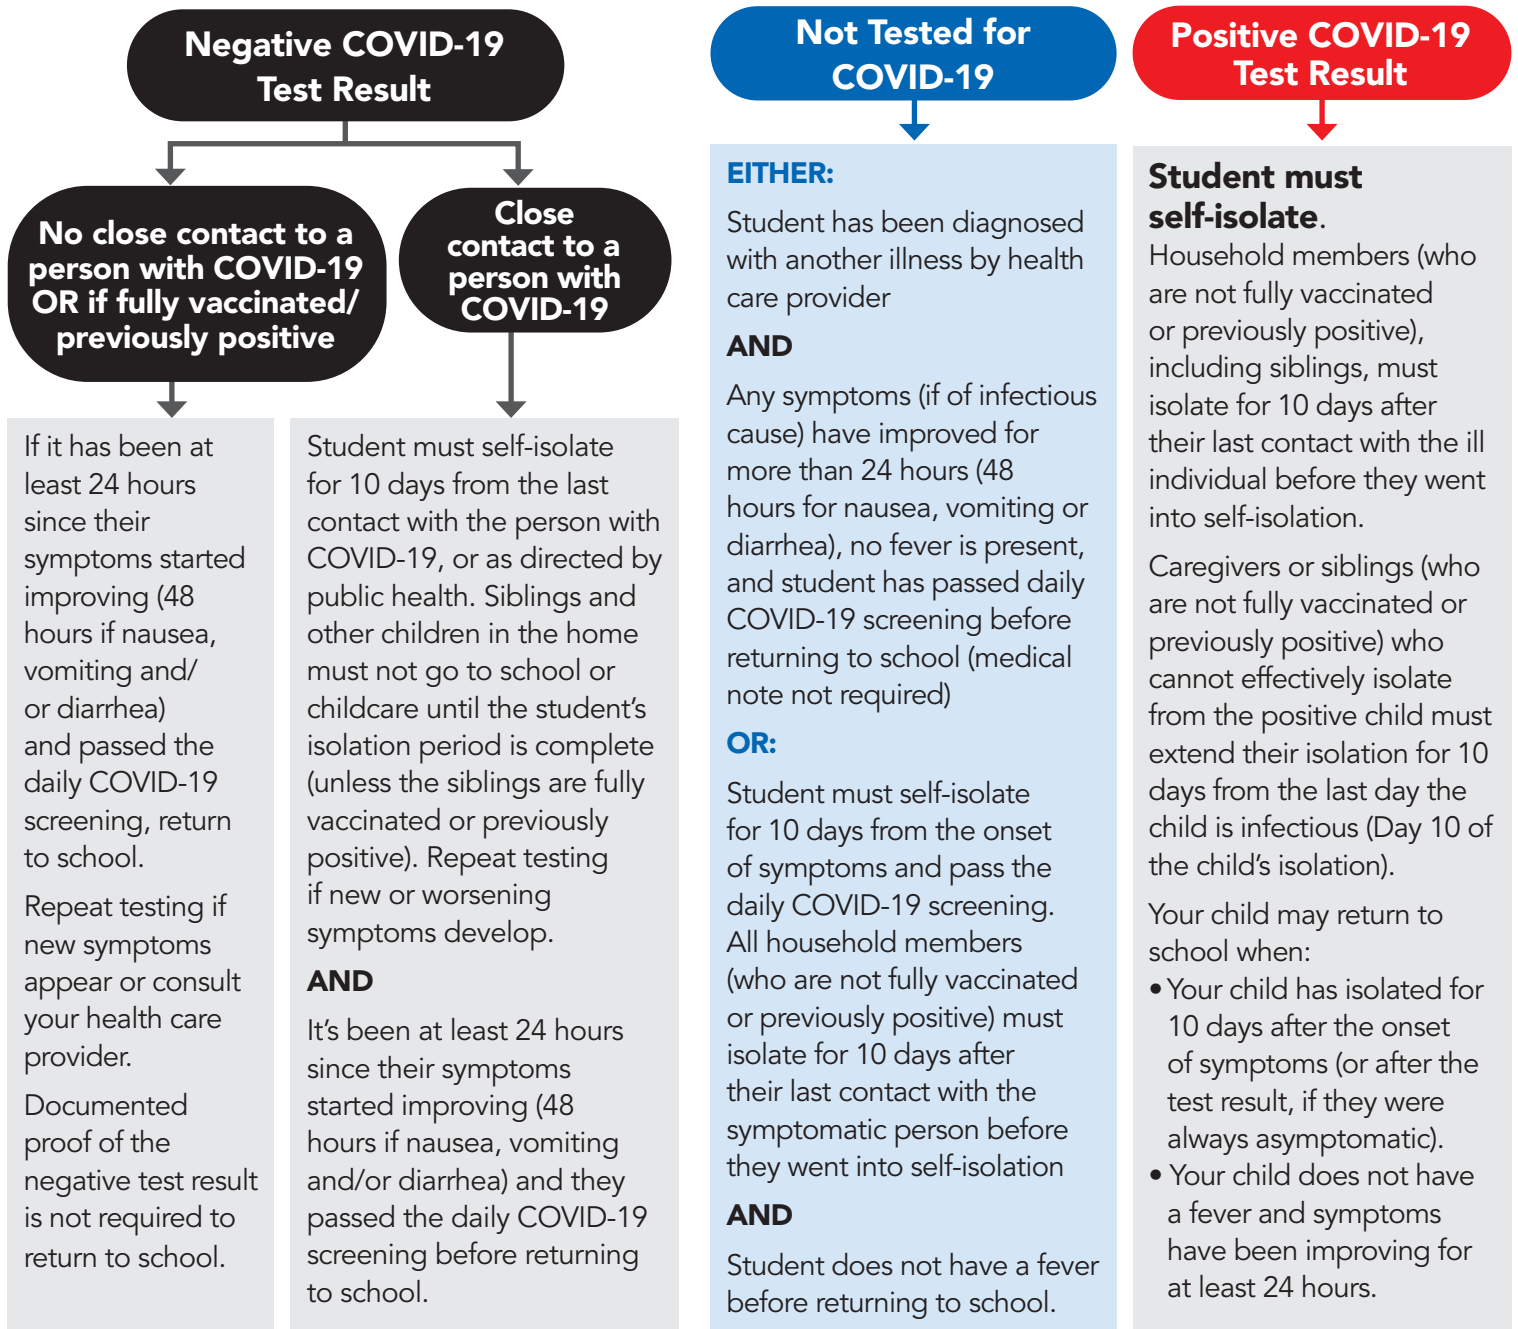 Negative COVID-19
Test Result
No close contact to a
person with COVID-19
OR if fully vaccinated/
previously positive
If it has been at
least 24 hours
since their
symptoms started
improving (48
hours if nausea,
vomiting and/
or diarrhea)
and passed the
daily COVID-19
screening, return
to school.
Repeat testing if
new symptoms
appear or consult
your health care
provider.
Documented
proof of the
negative test result
is not required to
return to school.
Close
contact to a
person with
COVID-19
Student must self-isolate
for 10 days from the last
contact with the person with
COVID-19, or as directed by
public health. Siblings and
other children in the home
must not go to school or
childcare until the student’s
isolation period is complete
(unless the siblings are fully
vaccinated or previously
positive). Repeat testing
if new or worsening
symptoms develop.
AND
It’s been at least 24 hours
since their symptoms
started improving (48
hours if nausea, vomiting
and/or diarrhea) and they
passed the daily COVID-19
screening before returning
to school.
Not Tested for
COVID-19
EITHER:
Student has been diagnosed
with another illness by health
care provider
AND
Any symptoms (if of infectious
cause) have improved for
more than 24 hours (48
hours for nausea, vomiting or
diarrhea), no fever is present,
and student has passed daily
COVID-19 screening before
returning to school (medical
note not required)
OR:
Student must self-isolate
for 10 days from the onset
of symptoms and pass the
daily COVID-19 screening.
All household members
(who are not fully vaccinated
or previously positive) must
isolate for 10 days after
their last contact with the
symptomatic person before
they went into self-isolation
AND
Student does not have a fever
before returning to school.
Positive COVID-19
Test Result
Student must
self-isolate.
Household members (who
are not fully vaccinated
or previously positive),
including siblings, must
isolate for 10 days after
their last contact with the ill
individual before they went
into self-isolation.
Caregivers or siblings (who
are not fully vaccinated or
previously positive) who
cannot effectively isolate
from the positive child must
extend their isolation for 10
days from the last day the
child is infectious (Day 10 of
the child’s isolation).
Your child may return to
school when:
• Your child has isolated for
10 days after the onset
of symptoms (or after the
test result, if they were
always asymptomatic).
• Your child does not have
a fever and symptoms
have been improving for
at least 24 hours.